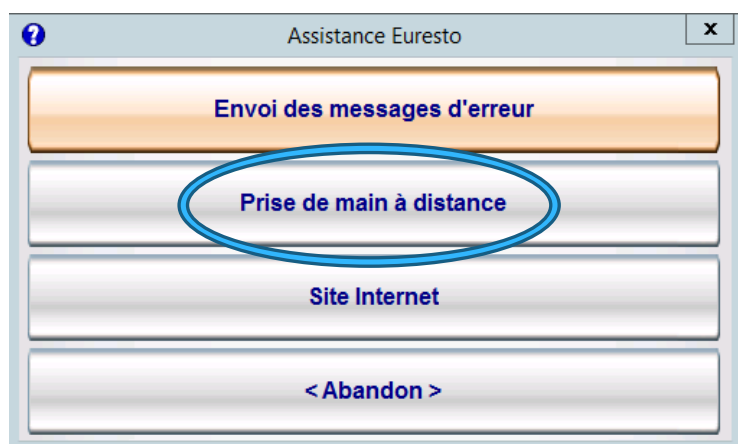 Assistance Euresto
x
Envoi des messages d'erreur
Prise de main à distance
Site Internet
< Abandon >